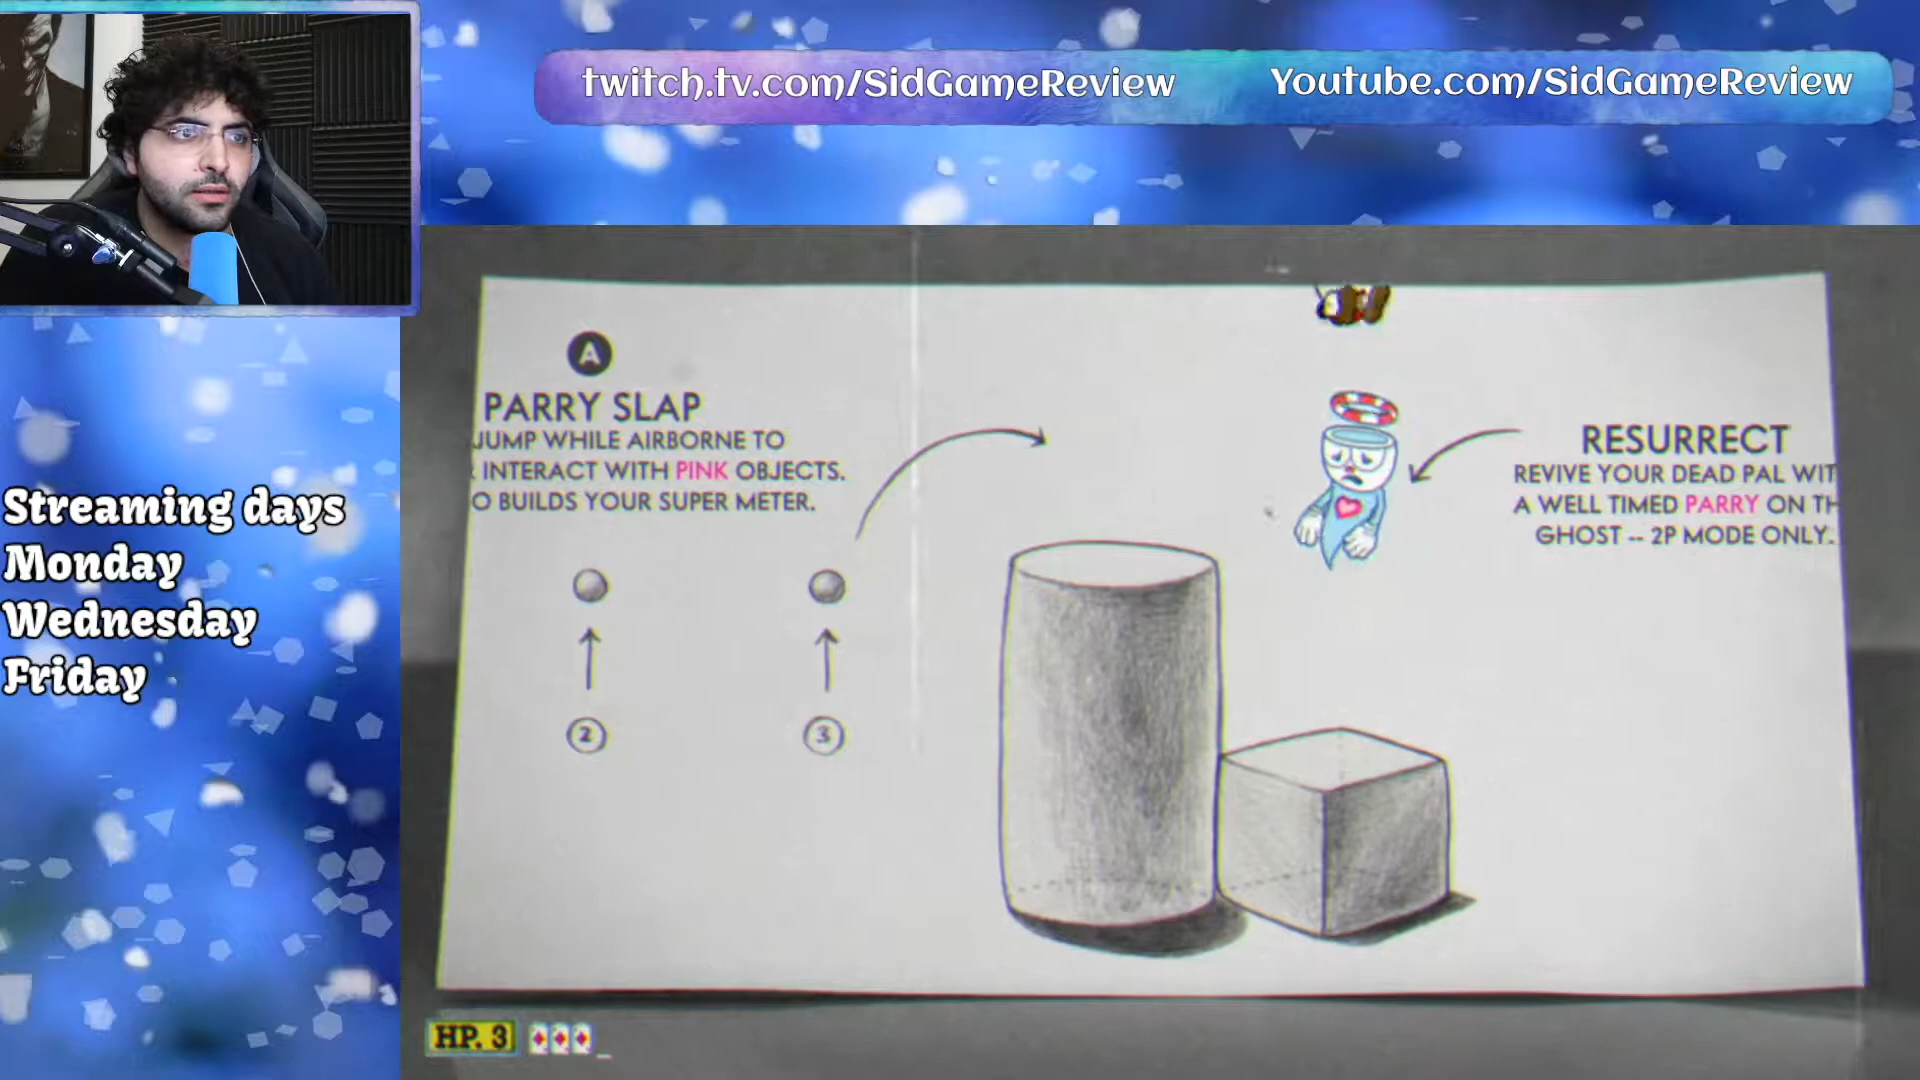 twitch.tv.com/SidGameReview
Youtube.com/SidGameReview
Streaming days
Monday
Wednesday
Friday
A
PARRY SLAP
JUMP WHILE AIRBORNE TO
INTERACT WITH PINK OBJECTS.
O BUILDS YOUR SUPER METER.
2
3
RESURRECT
REVIVE YOUR DEAD PAL WIT
A WELL TIMED PARRY ON TH
GHOST -- 2P MODE ONLY.
HP. 3